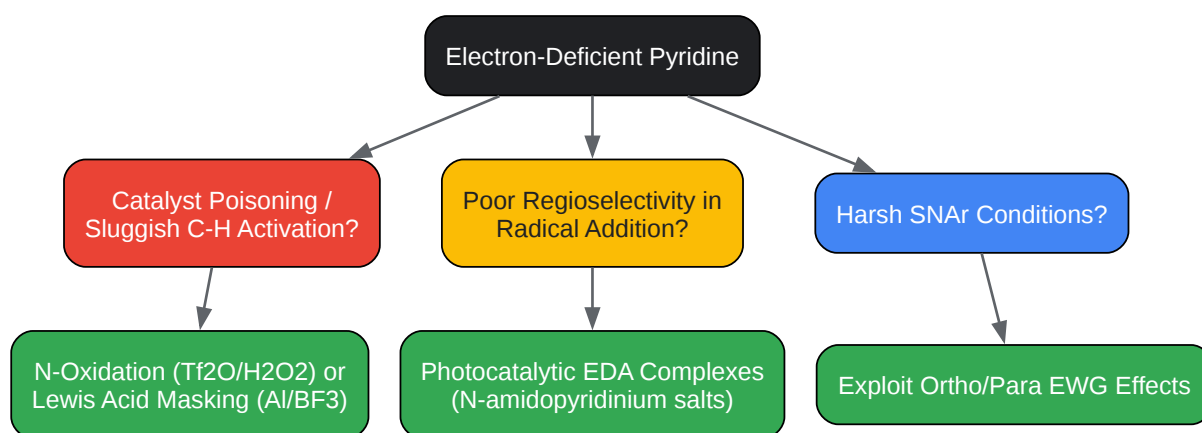 Electron-Deficient Pyridine
Catalyst Poisoning /
Sluggish C-H Activation?
Poor Regioselectivity in
Radical Addition?
Harsh SNAr Conditions?
N-Oxidation (Tf2O/H2O2) or
Lewis Acid Masking (Al/BF3)
Photocatalytic EDA Complexes
(N-amidopyridinium salts)
Exploit Ortho/Para EWG Effects